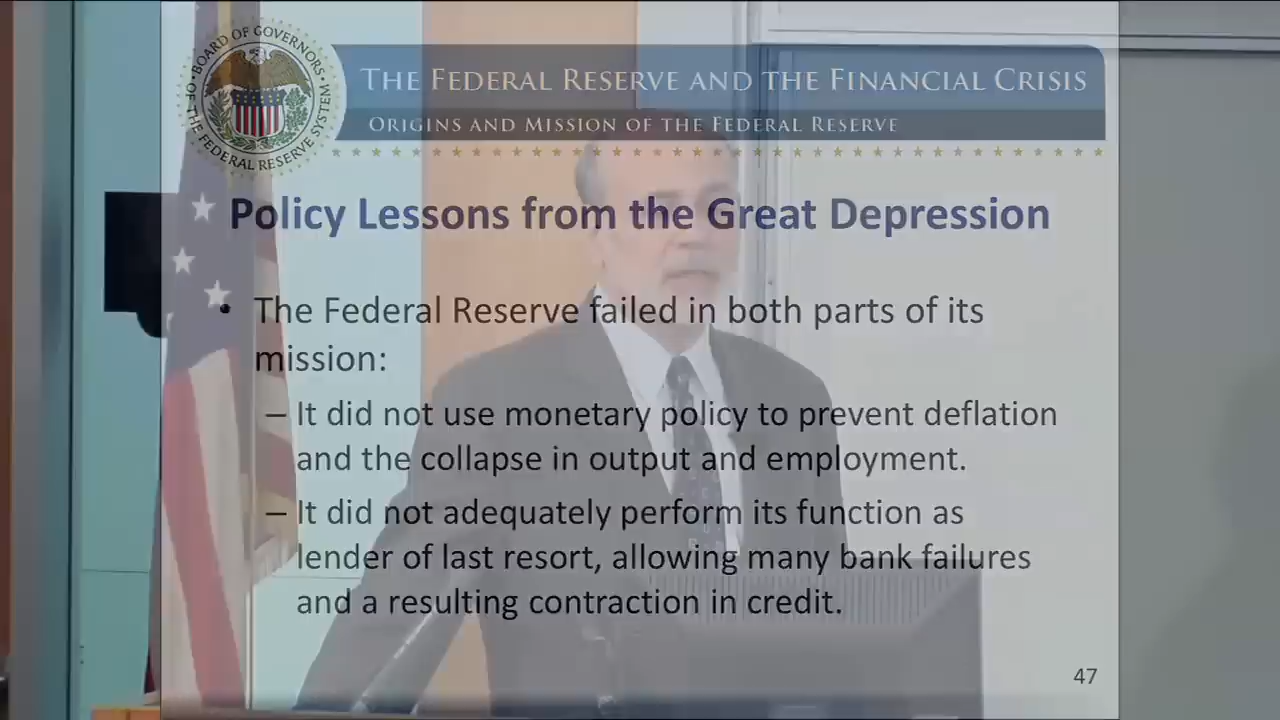 BOARD OF GOVERNORS
OF THE FEDERAL RESERVE SYSTEM
THE FEDERAL RESERVE AND THE FINANCIAL CRISIS
ORIGINS AND MISSION OF THE FEDERAL RESERVE
Policy Lessons from the Great Depression
• The Federal Reserve failed in both parts of its
mission:
– It did not use monetary policy to prevent deflation
and the collapse in output and employment.
– It did not adequately perform its function as
lender of last resort, allowing many bank failures
and a resulting contraction in credit.
47